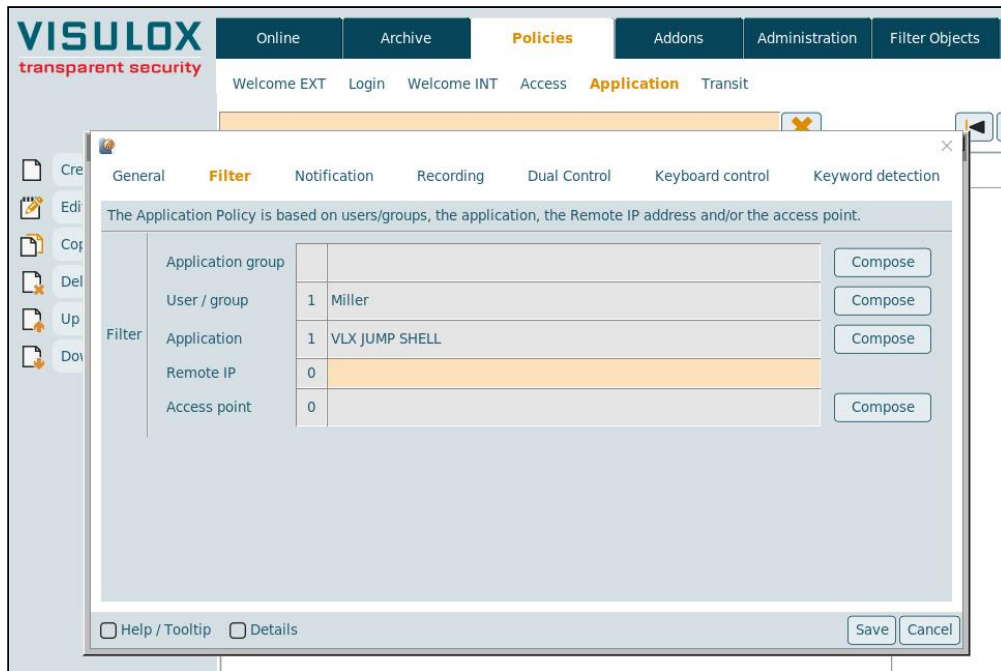 VISULOX
transparent security
Online Archive Policies Addons Administration Filter Objects
Welcome EXT Login Welcome INT Access Application Transit
General Filter Notification Recording Dual Control Keyboard control Keyword detection
The Application Policy is based on users/groups, the application, the Remote IP address and/or the access point.
Filter
Application group Compose
User / group 1 Miller Compose
Application 1 VLX JUMP SHELL Compose
Remote IP 0
Access point 0 Compose
Help / Tooltip Details Save Cancel
Cre
Edi
Cop
Del
Up
Dow